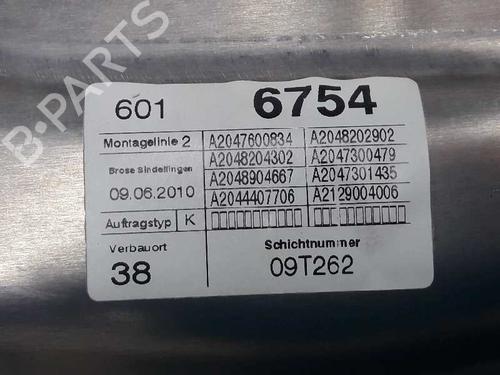 B-PARTS
601 6754
Montagelinie 2 A2047600834 A2048202902
A2048204302 A2047300479
Brose Sindelfingen
A2048904667 A2047301435
09.06.2010
A2044407706 A2129004006
Auftragstyp K
Verbauort Schichtnummer
38 09T262